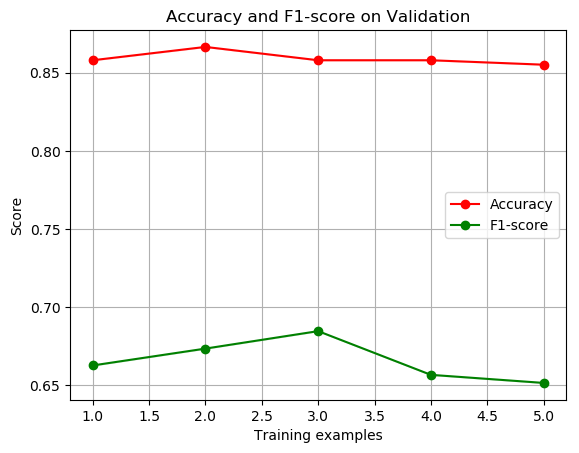 Accuracy and F1-score on Validation
Score
0.85
0.80
0.75
0.70
0.65
Accuracy
F1-score
1.0 1.5 2.0 2.5 3.0 3.5 4.0 4.5 5.0
Training examples